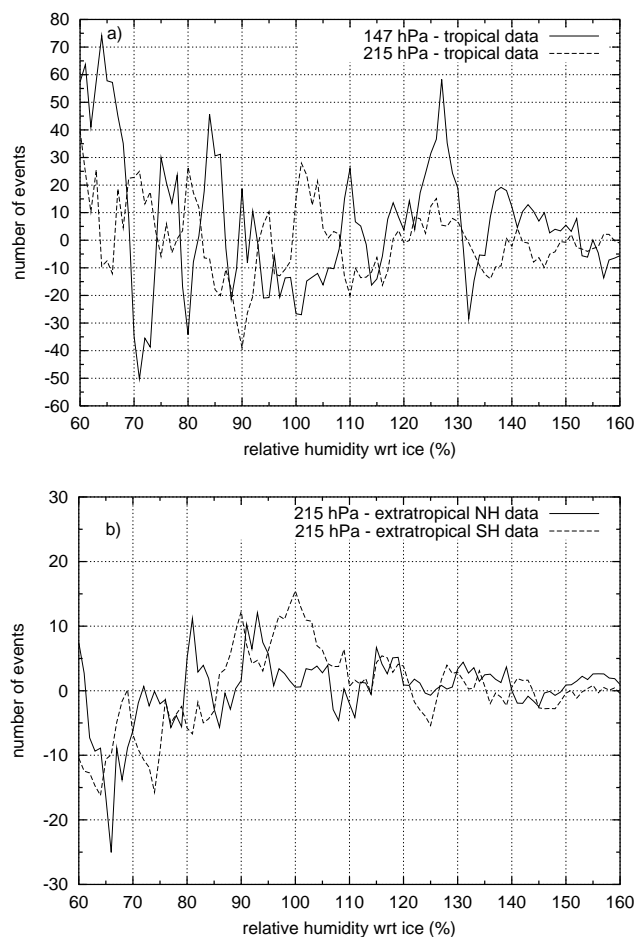 a)
147 hPa - tropical data
215 hPa - tropical data
80
70
60
50
40
30
20
10
0
-10
-20
-30
-40
-50
-60
number of events
60 70 80 90 100 110 120 130 140 150 160
relative humidity wrt ice (%)
b)
215 hPa - extratropical NH data
215 hPa - extratropical SH data
30
20
10
0
-10
-20
-30
number of events
60 70 80 90 100 110 120 130 140 150 160
relative humidity wrt ice (%)